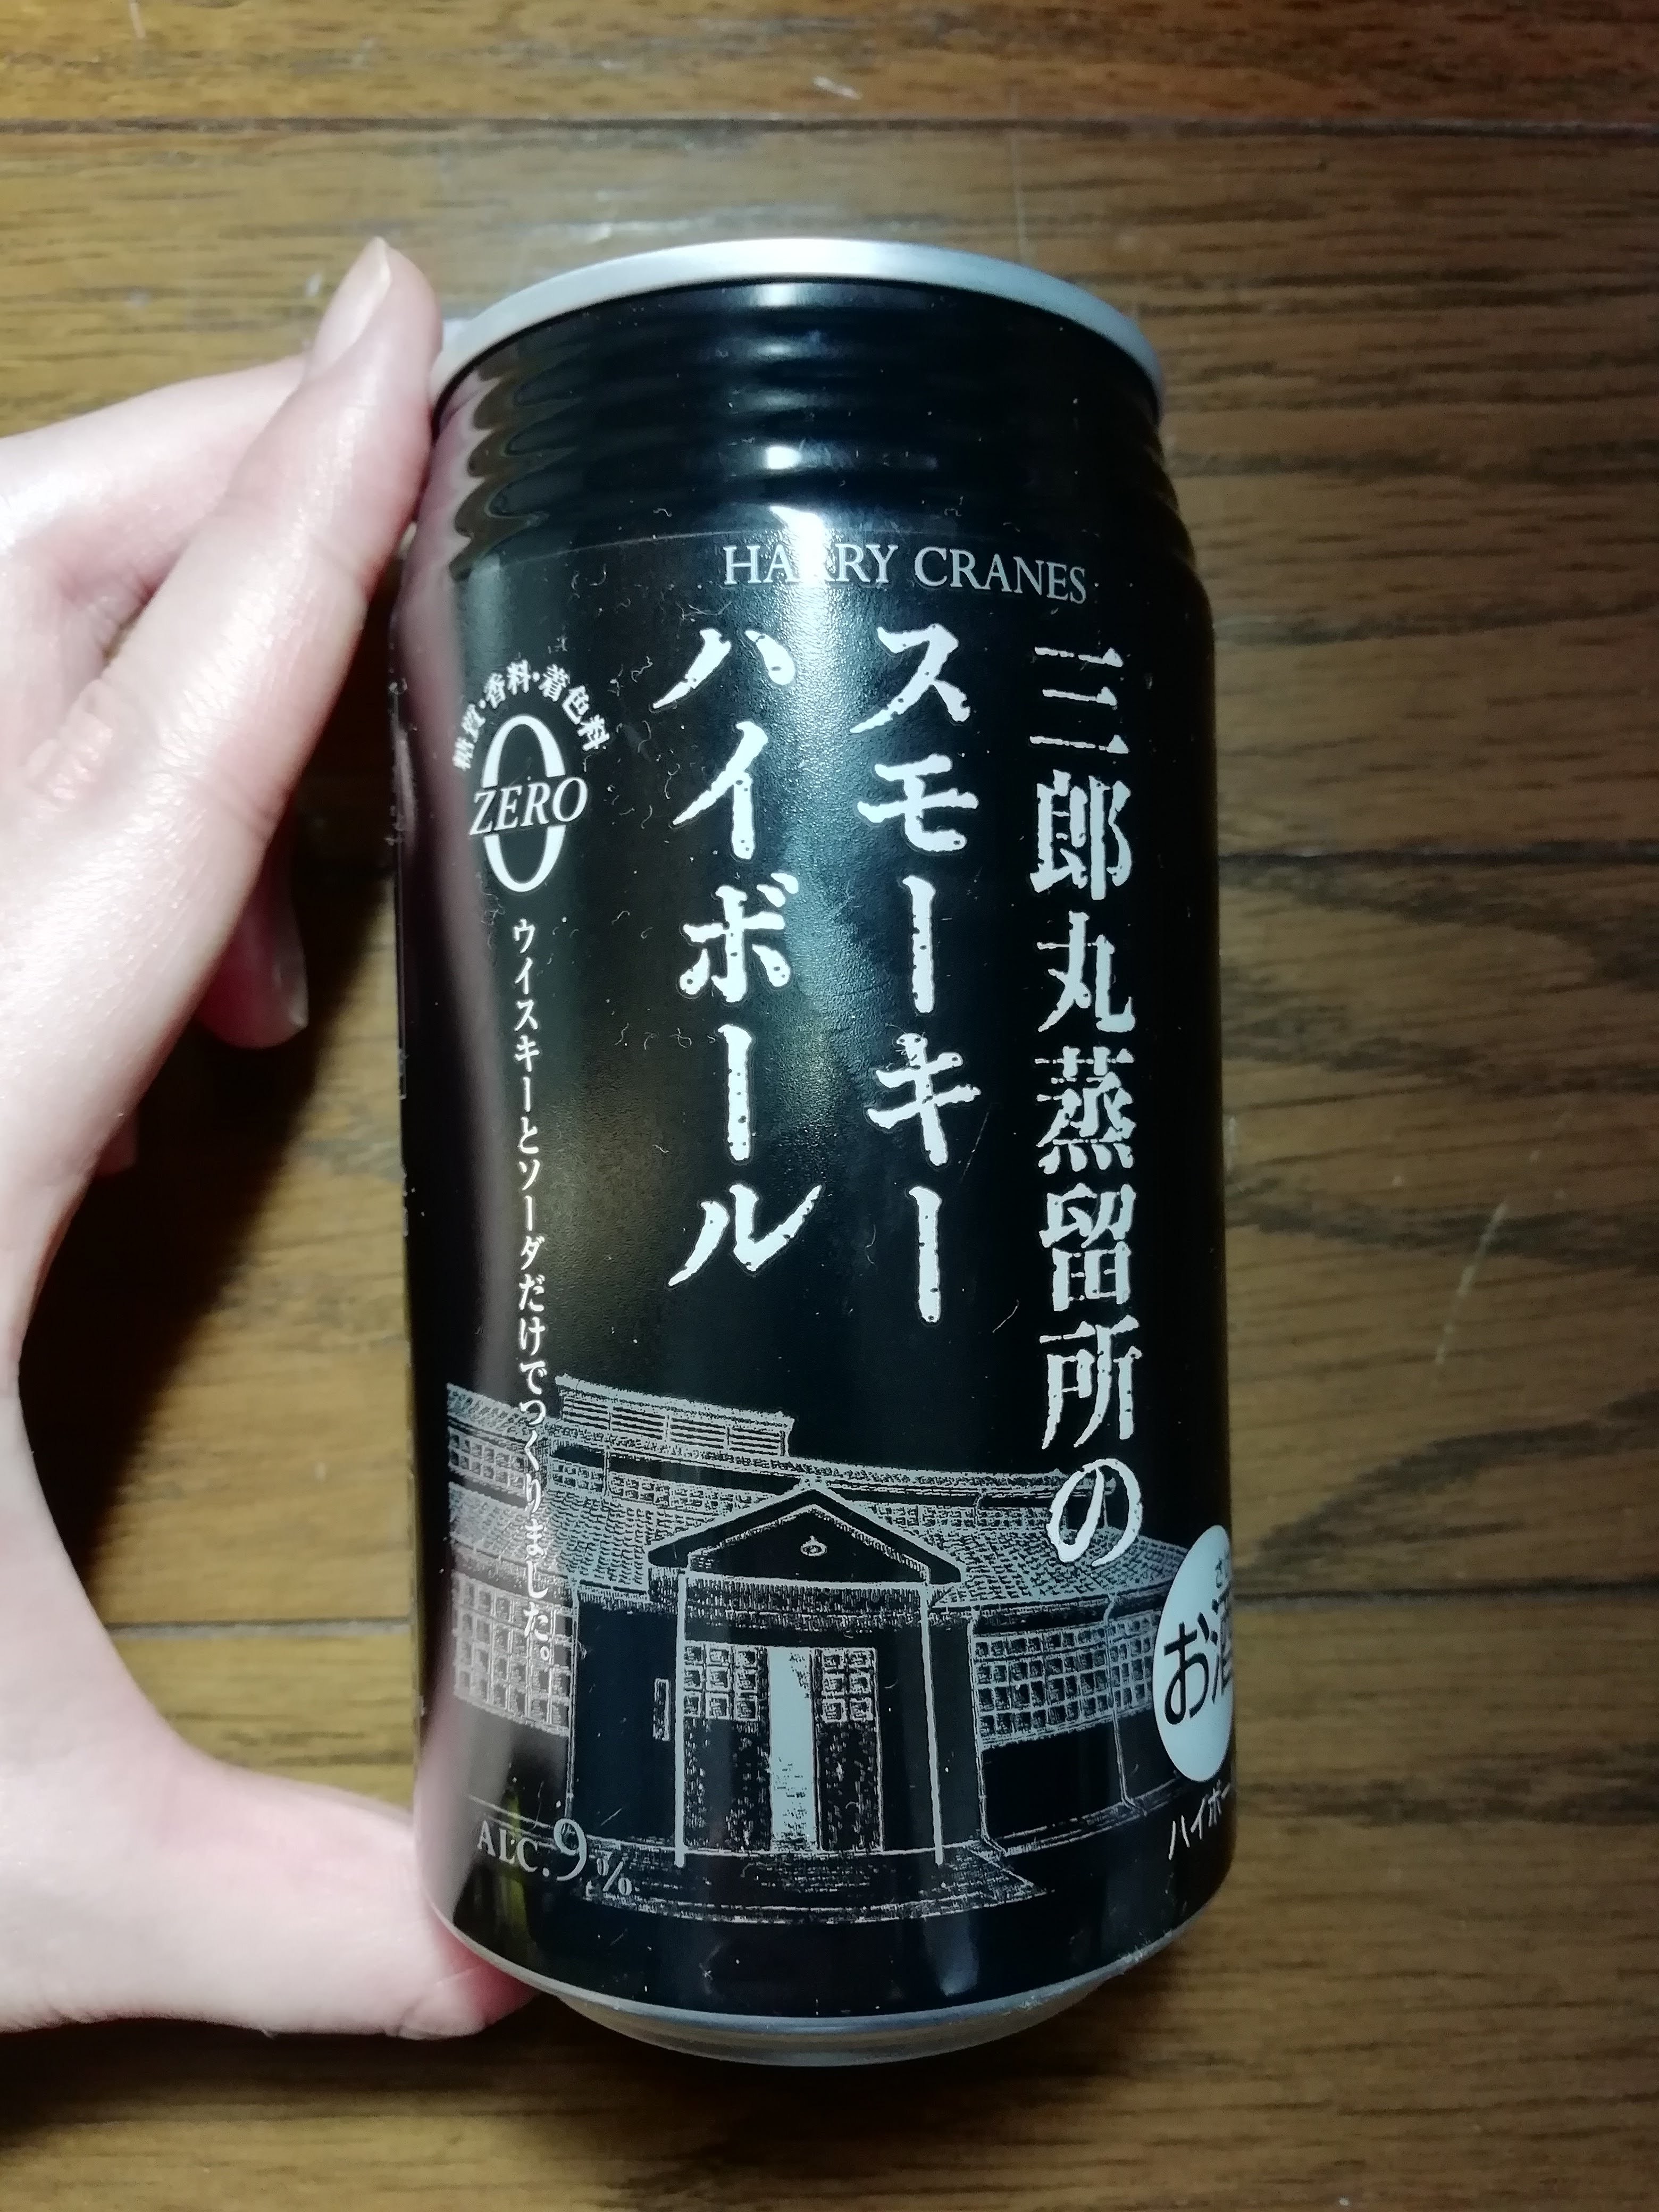 HARRY CRANES
三郎丸蒸留所の
スモーキー
ハイボール
糖質・香料・着色料
0
ZERO
ウイスキーとソーダだけでつくりました。
ALC.9%
お酒